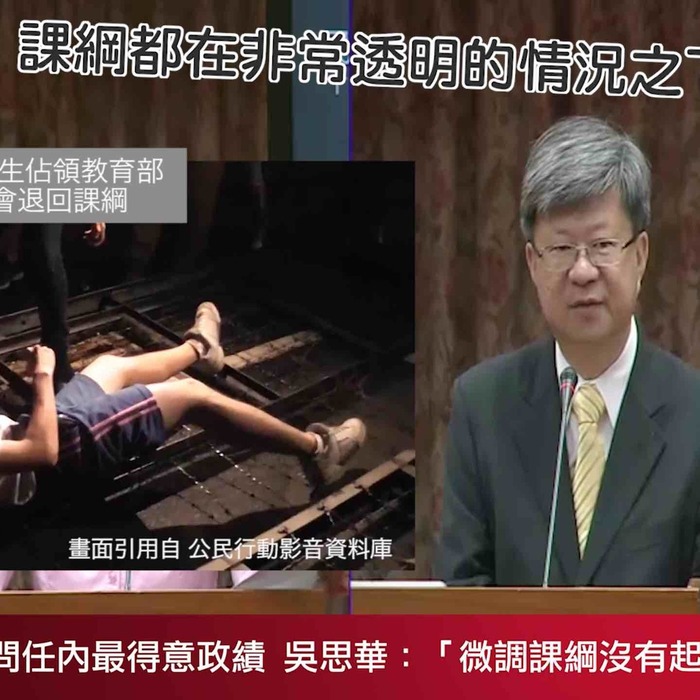 課綱都在非常透明的情況之下
生佔領教育部
會退回課綱
畫面引用自 公民行動影音資料庫
問任內最得意政績 吳思華：「微調課綱沒有起